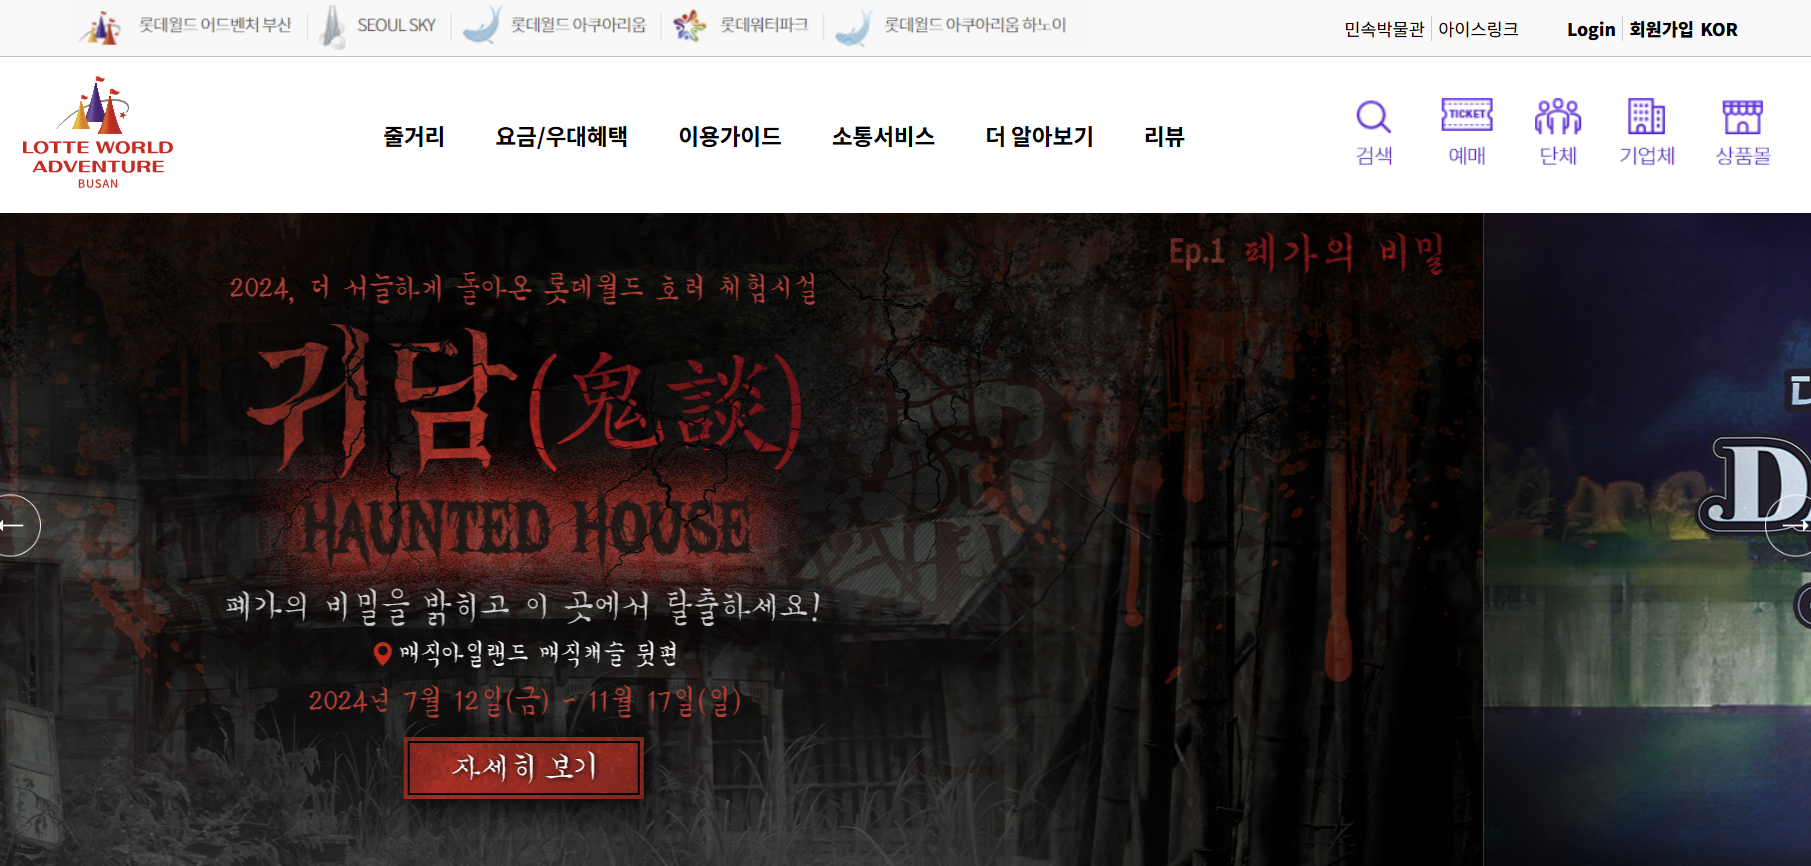 롯데월드 어드벤처 부산
SEOUL SKY
롯데월드 아쿠아리움
롯데워터파크
롯데월드 아쿠아리움 하노이
민속박물관
아이스링크
Login
회원가입
KOR
LOTTE WORLD
ADVENTURE
BUSAN
줄거리
요금/우대혜택
이용가이드
소통서비스
더 알아보기
리뷰
검색
TICKET
예매
단체
기업체
상품몰
Ep.1 폐가의 비밀
2024, 더 서늘하게 돌아온 롯데월드 호러 체험시설
귀담(鬼談)
HAUNTED HOUSE
폐가의 비밀을 밝히고 이 곳에서 탈출하세요!
매직아일랜드 매직캐슬 뒷편
2024년 7월 12일(금) ~ 11월 17일(일)
자세히 보기
D